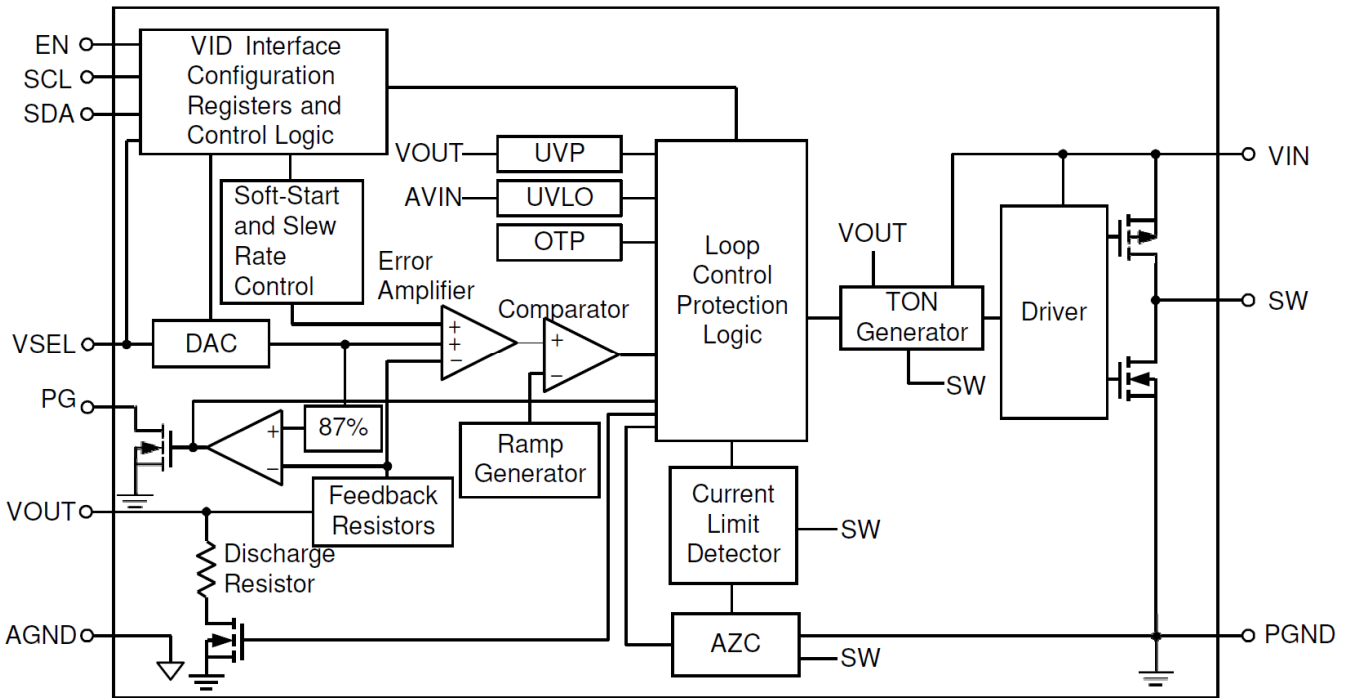 EN
SCL
SDA
VID Interface
Configuration
Registers and
Control Logic
VOUT
UVP
AVIN
UVLO
OTP
Soft-Start
and Slew
Rate
Control
Error
Amplifier
Comparator
Loop
Control
Protection
Logic
VOUT
TON
Generator
SW
Driver
VIN
SW
VSEL
DAC
+
+
−
+
−
PG
+
−
87%
Ramp
Generator
VOUT
Feedback
Resistors
Current
Limit
Detector
SW
Discharge
Resistor
AGND
AZC
SW
PGND